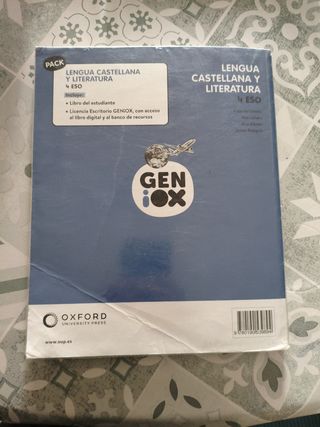 PACK
LENGUA CASTELLANA
Y LITERATURA
4 ESO
Incluye:
• Libro del estudiante
• Licencia Escritorio GENiOX, con acceso
al libro digital y al banco de recursos
LENGUA
CASTELLANA Y
LITERATURA
4 ESO
GEN
iOX
OXFORD
UNIVERSITY PRESS
www.oup.es